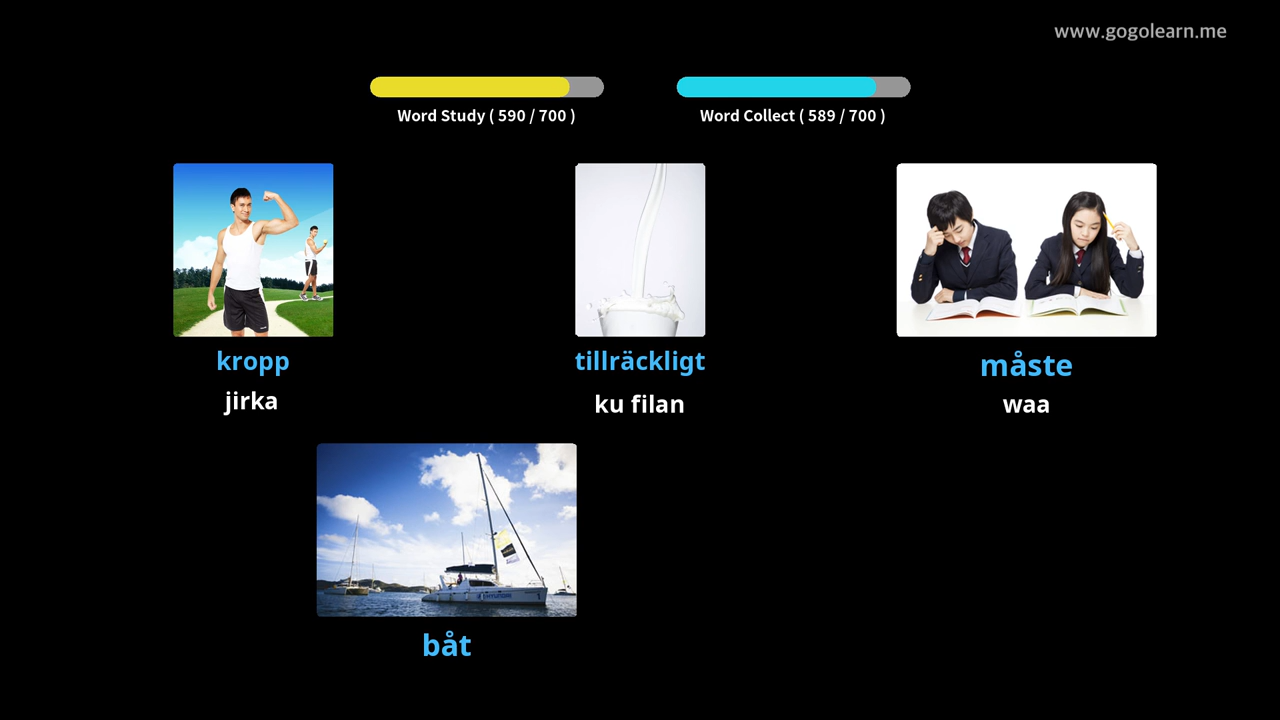 www.gogolearn.me
Word Study ( 590 / 700 )
Word Collect ( 589 / 700 )
kropp
tillräckligt
måste
jirka
ku filan
waa
båt